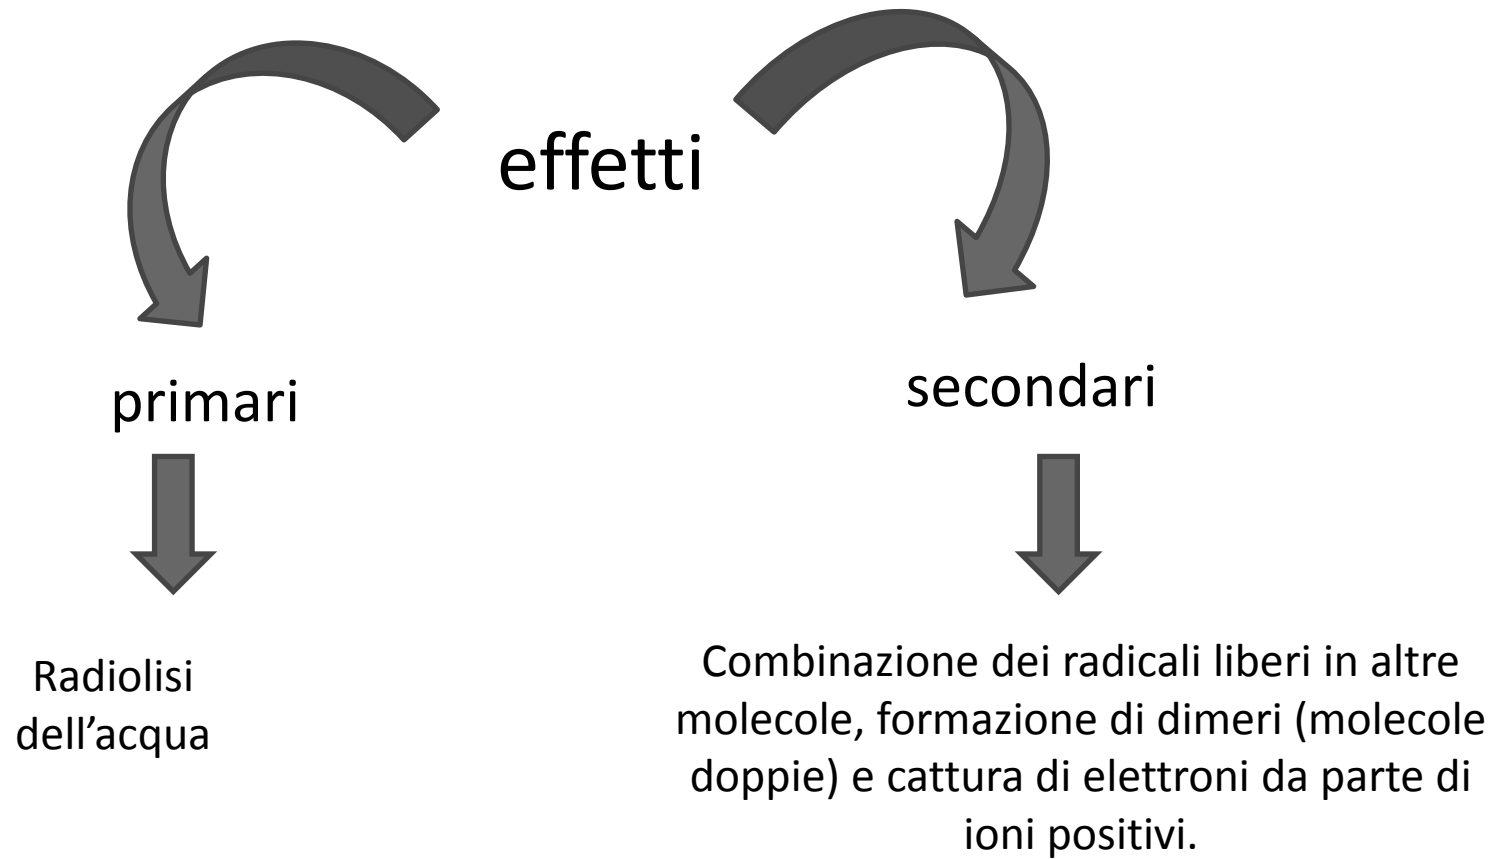 effetti
primari
secondari
Radiolisi
dell’acqua
Combinazione dei radicali liberi in altre
molecole, formazione di dimeri (molecole
doppie) e cattura di elettroni da parte di
ioni positivi.